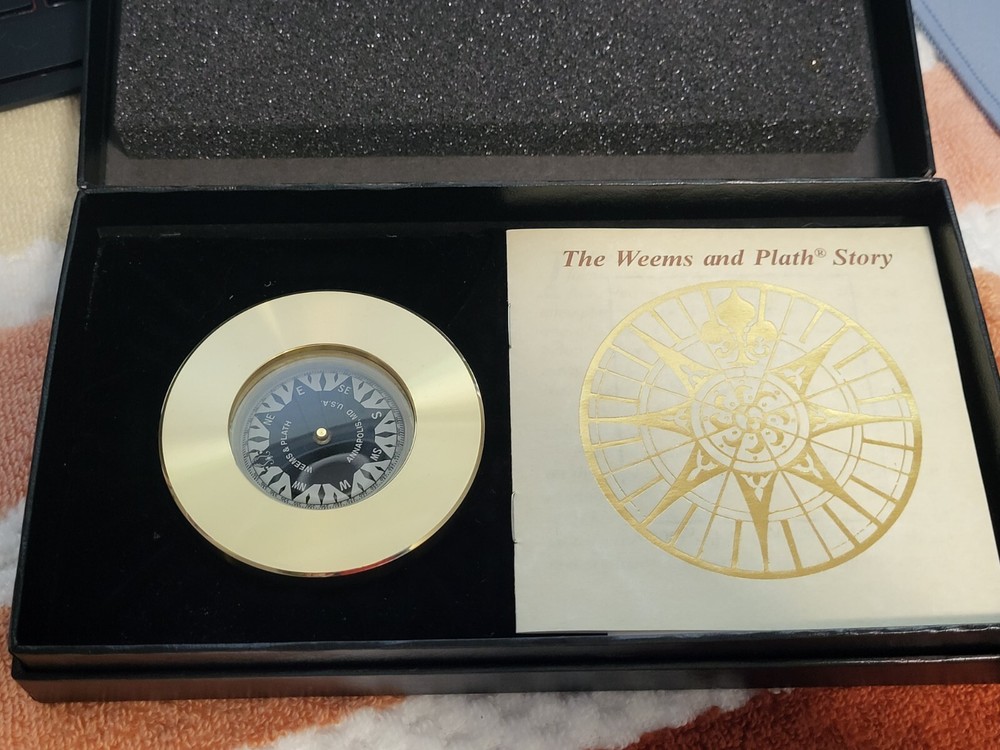 The Weems and Plath® Story
E
SE
S
SW
W
NW
NE
WEEMS & PLATH
ANNAPOLIS, MD U.S.A.